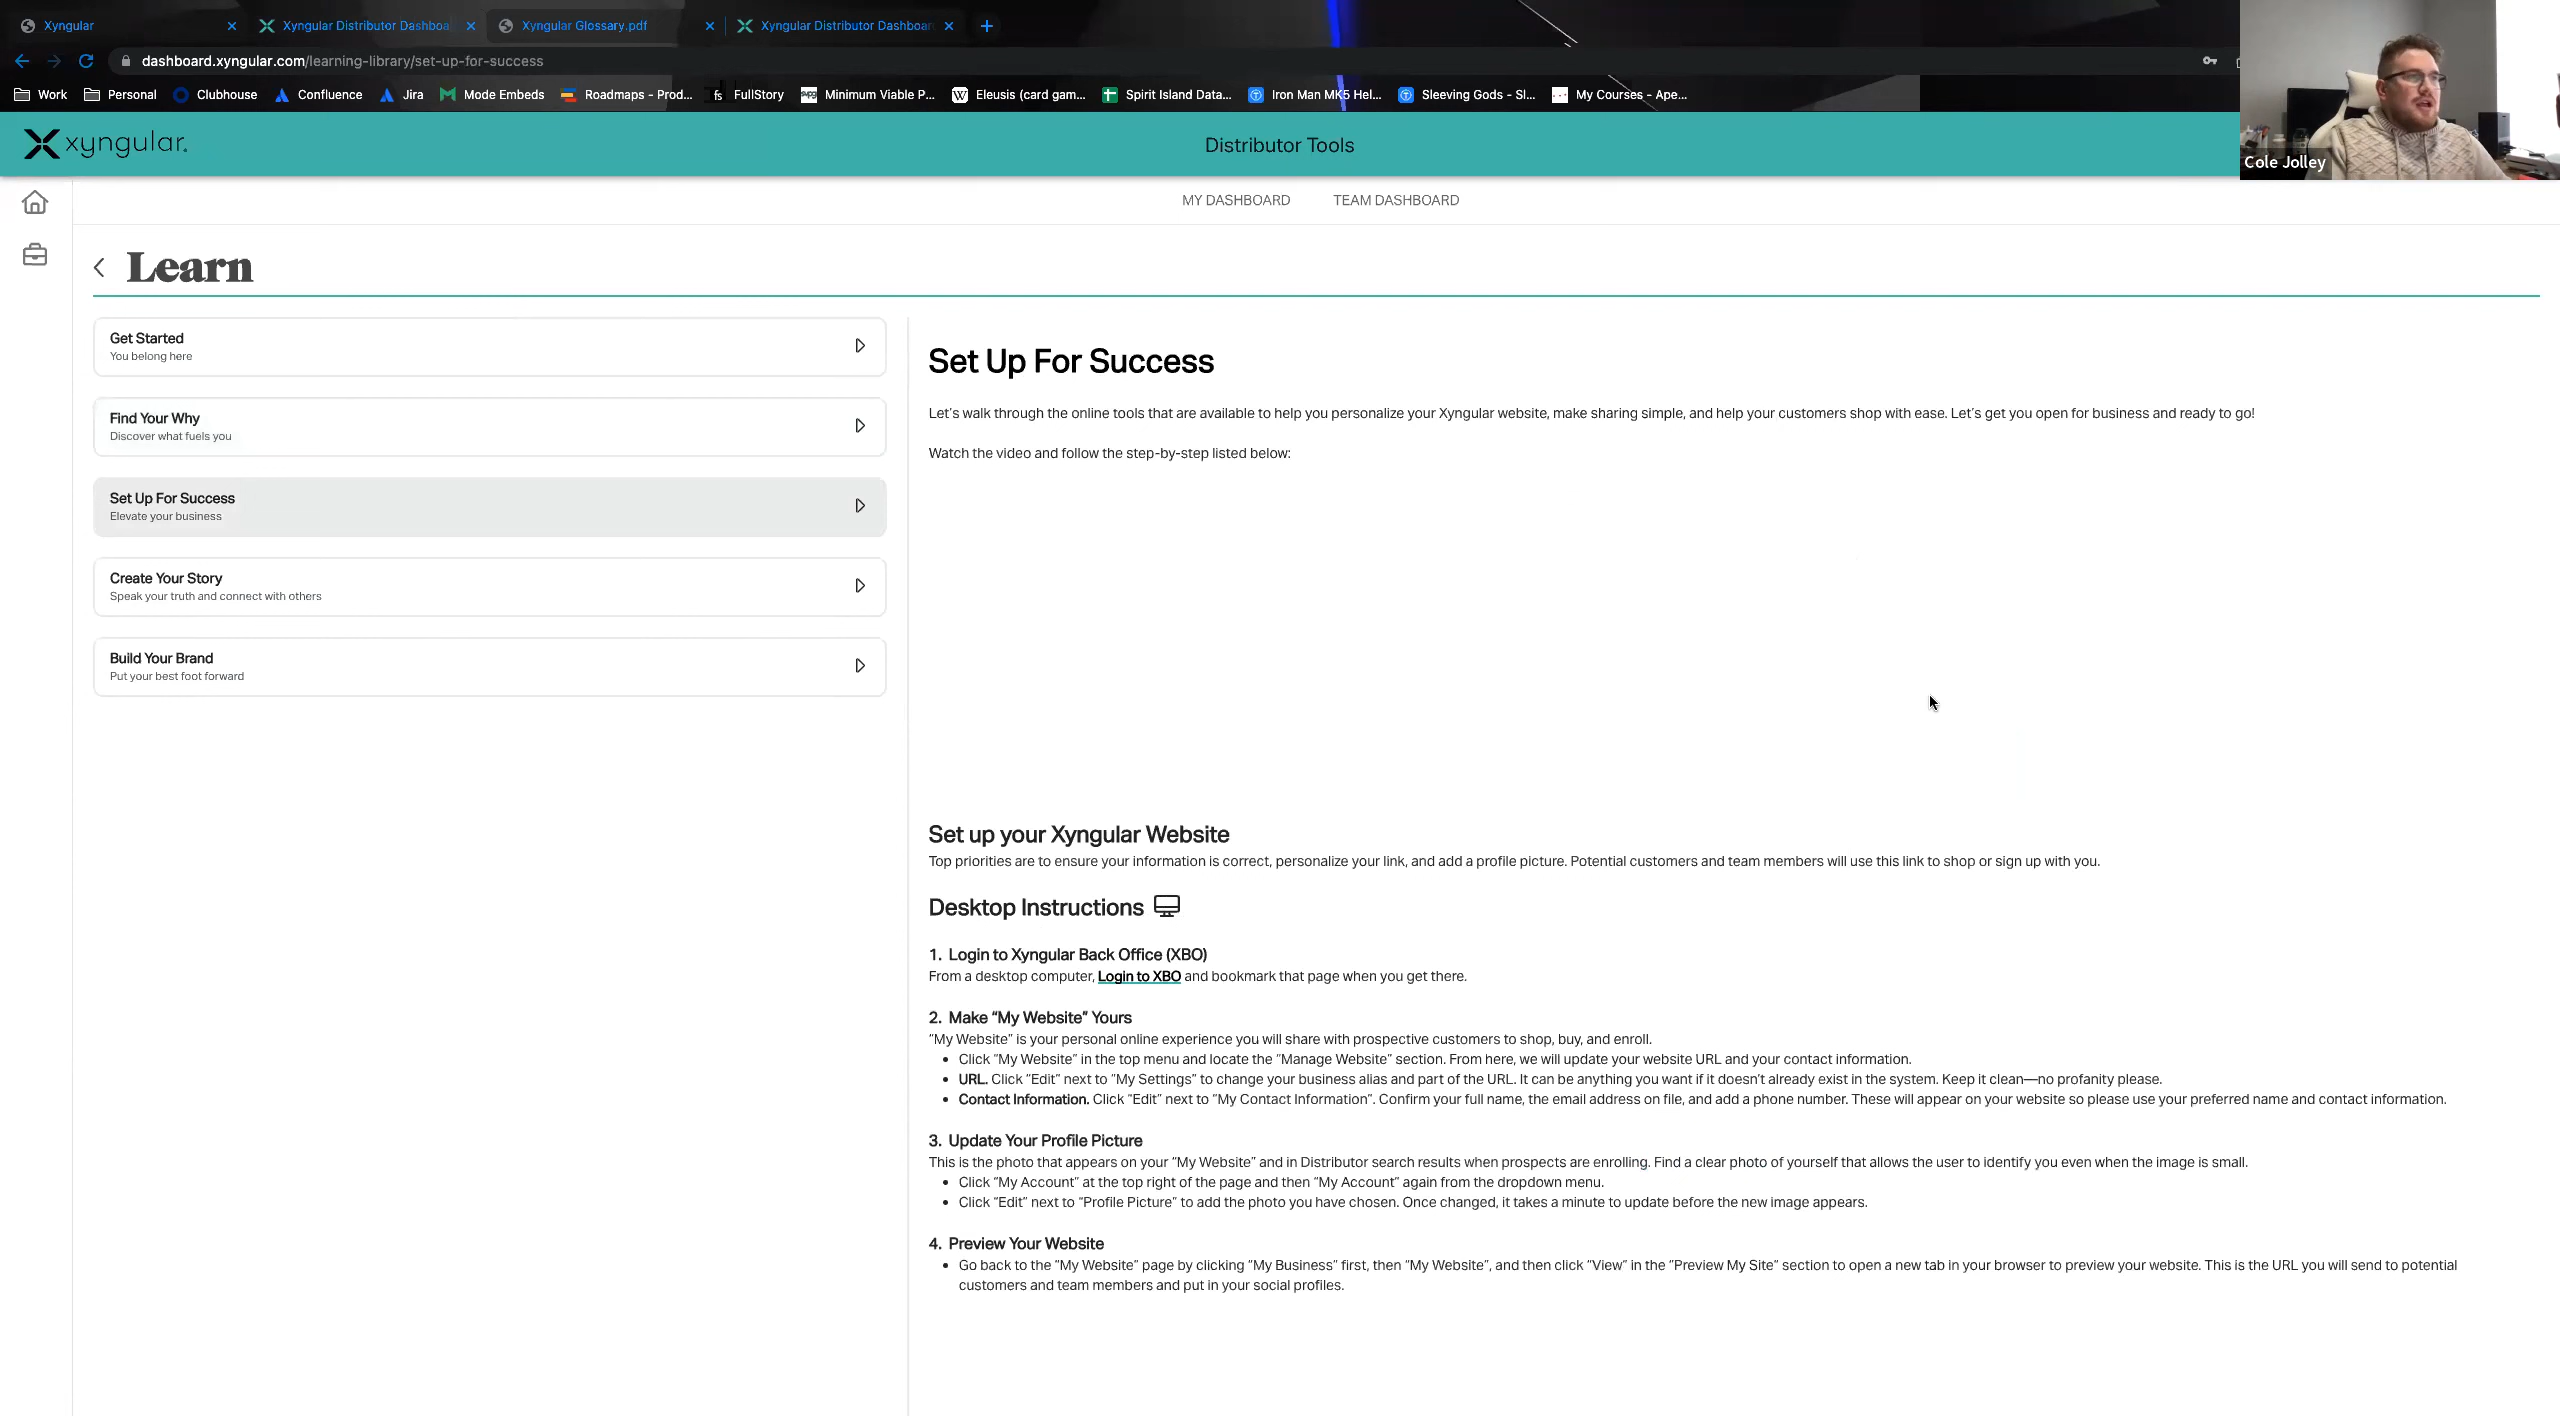 Xyngular
Xyngular Distributor Dashboa
Xyngular Glossary.pdf
Xyngular Distributor Dashboar
dashboard.xyngular.com/learning-library/set-up-for-success
Work
Personal
Clubhouse
Confluence
Jira
Mode Embeds
Roadmaps - Prod...
FullStory
Minimum Viable P...
Eleusis (card gam...
Spirit Island Data...
Iron Man MK5 Hel...
Sleeving Gods - Sl...
My Courses - Ape...
xyngular.
Distributor Tools
Cole Jolley
MY DASHBOARD
TEAM DASHBOARD
Learn
Get Started
You belong here
Find Your Why
Discover what fuels you
Set Up For Success
Elevate your business
Create Your Story
Speak your truth and connect with others
Build Your Brand
Put your best foot forward
Set Up For Success
Let's walk through the online tools that are available to help you personalize your Xyngular website, make sharing simple, and help your customers shop with ease. Let's get you open for business and ready to go!
Watch the video and follow the step-by-step listed below:
Set up your Xyngular Website
Top priorities are to ensure your information is correct, personalize your link, and add a profile picture. Potential customers and team members will use this link to shop or sign up with you.
Desktop Instructions
1. Login to Xyngular Back Office (XBO)
From a desktop computer, Login to XBO and bookmark that page when you get there.
2. Make “My Website” Yours
“My Website” is your personal online experience you will share with prospective customers to shop, buy, and enroll.
• Click “My Website” in the top menu and locate the “Manage Website” section. From here, we will update your website URL and your contact information.
• URL. Click “Edit” next to “My Settings” to change your business alias and part of the URL. It can be anything you want if it doesn’t already exist in the system. Keep it clean—no profanity please.
• Contact Information. Click “Edit” next to “My Contact Information”. Confirm your full name, the email address on file, and add a phone number. These will appear on your website so please use your preferred name and contact information.
3. Update Your Profile Picture
This is the photo that appears on your “My Website” and in Distributor search results when prospects are enrolling. Find a clear photo of yourself that allows the user to identify you even when the image is small.
• Click “My Account” at the top right of the page and then “My Account” again from the dropdown menu.
• Click “Edit” next to “Profile Picture” to add the photo you have chosen. Once changed, it takes a minute to update before the new image appears.
4. Preview Your Website
• Go back to the “My Website” page by clicking “My Business” first, then “My Website”, and then click “View” in the “Preview My Site” section to open a new tab in your browser to preview your website. This is the URL you will send to potential
customers and team members and put in your social profiles.